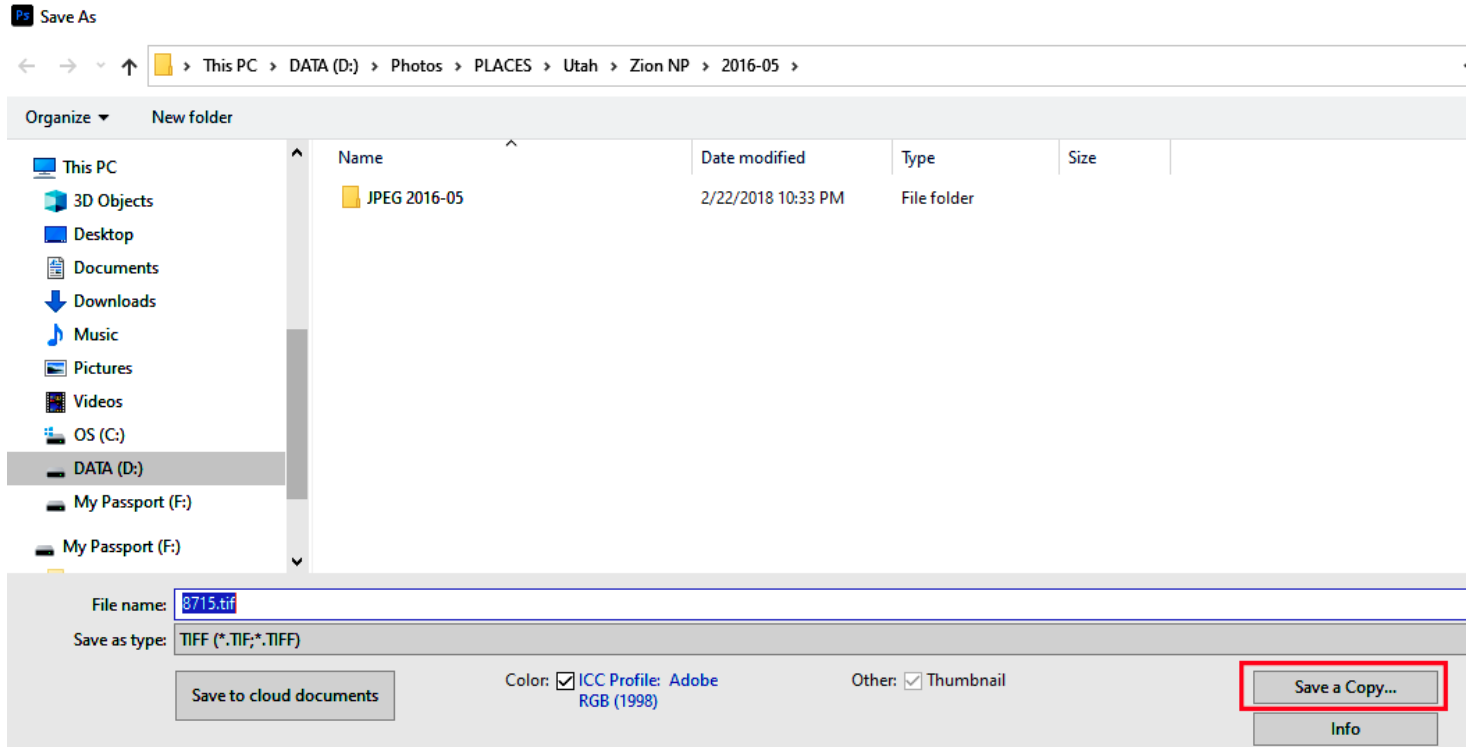 Ps Save As
This PC > DATA (D:) > Photos > PLACES > Utah > Zion NP > 2016-05 >
Organize New folder
Name Date modified Type Size
JPEG 2016-05 2/22/2018 10:33 PM File folder
This PC
3D Objects
Desktop
Documents
Downloads
Music
Pictures
Videos
OS (C:)
DATA (D:)
My Passport (F:)
My Passport (F:)
File name: 8715.tif
Save as type: TIFF (*.TIF;*.TIFF)
Save to cloud documents
Color: ICC Profile: Adobe
RGB (1998)
Other: Thumbnail
Save a Copy...
Info